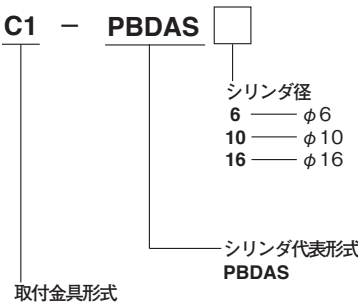 C1 － PBDAS
シリンダ径
6 φ6
10 φ10
16 φ16
シリンダ代表形式
PBDAS
取付金具形式